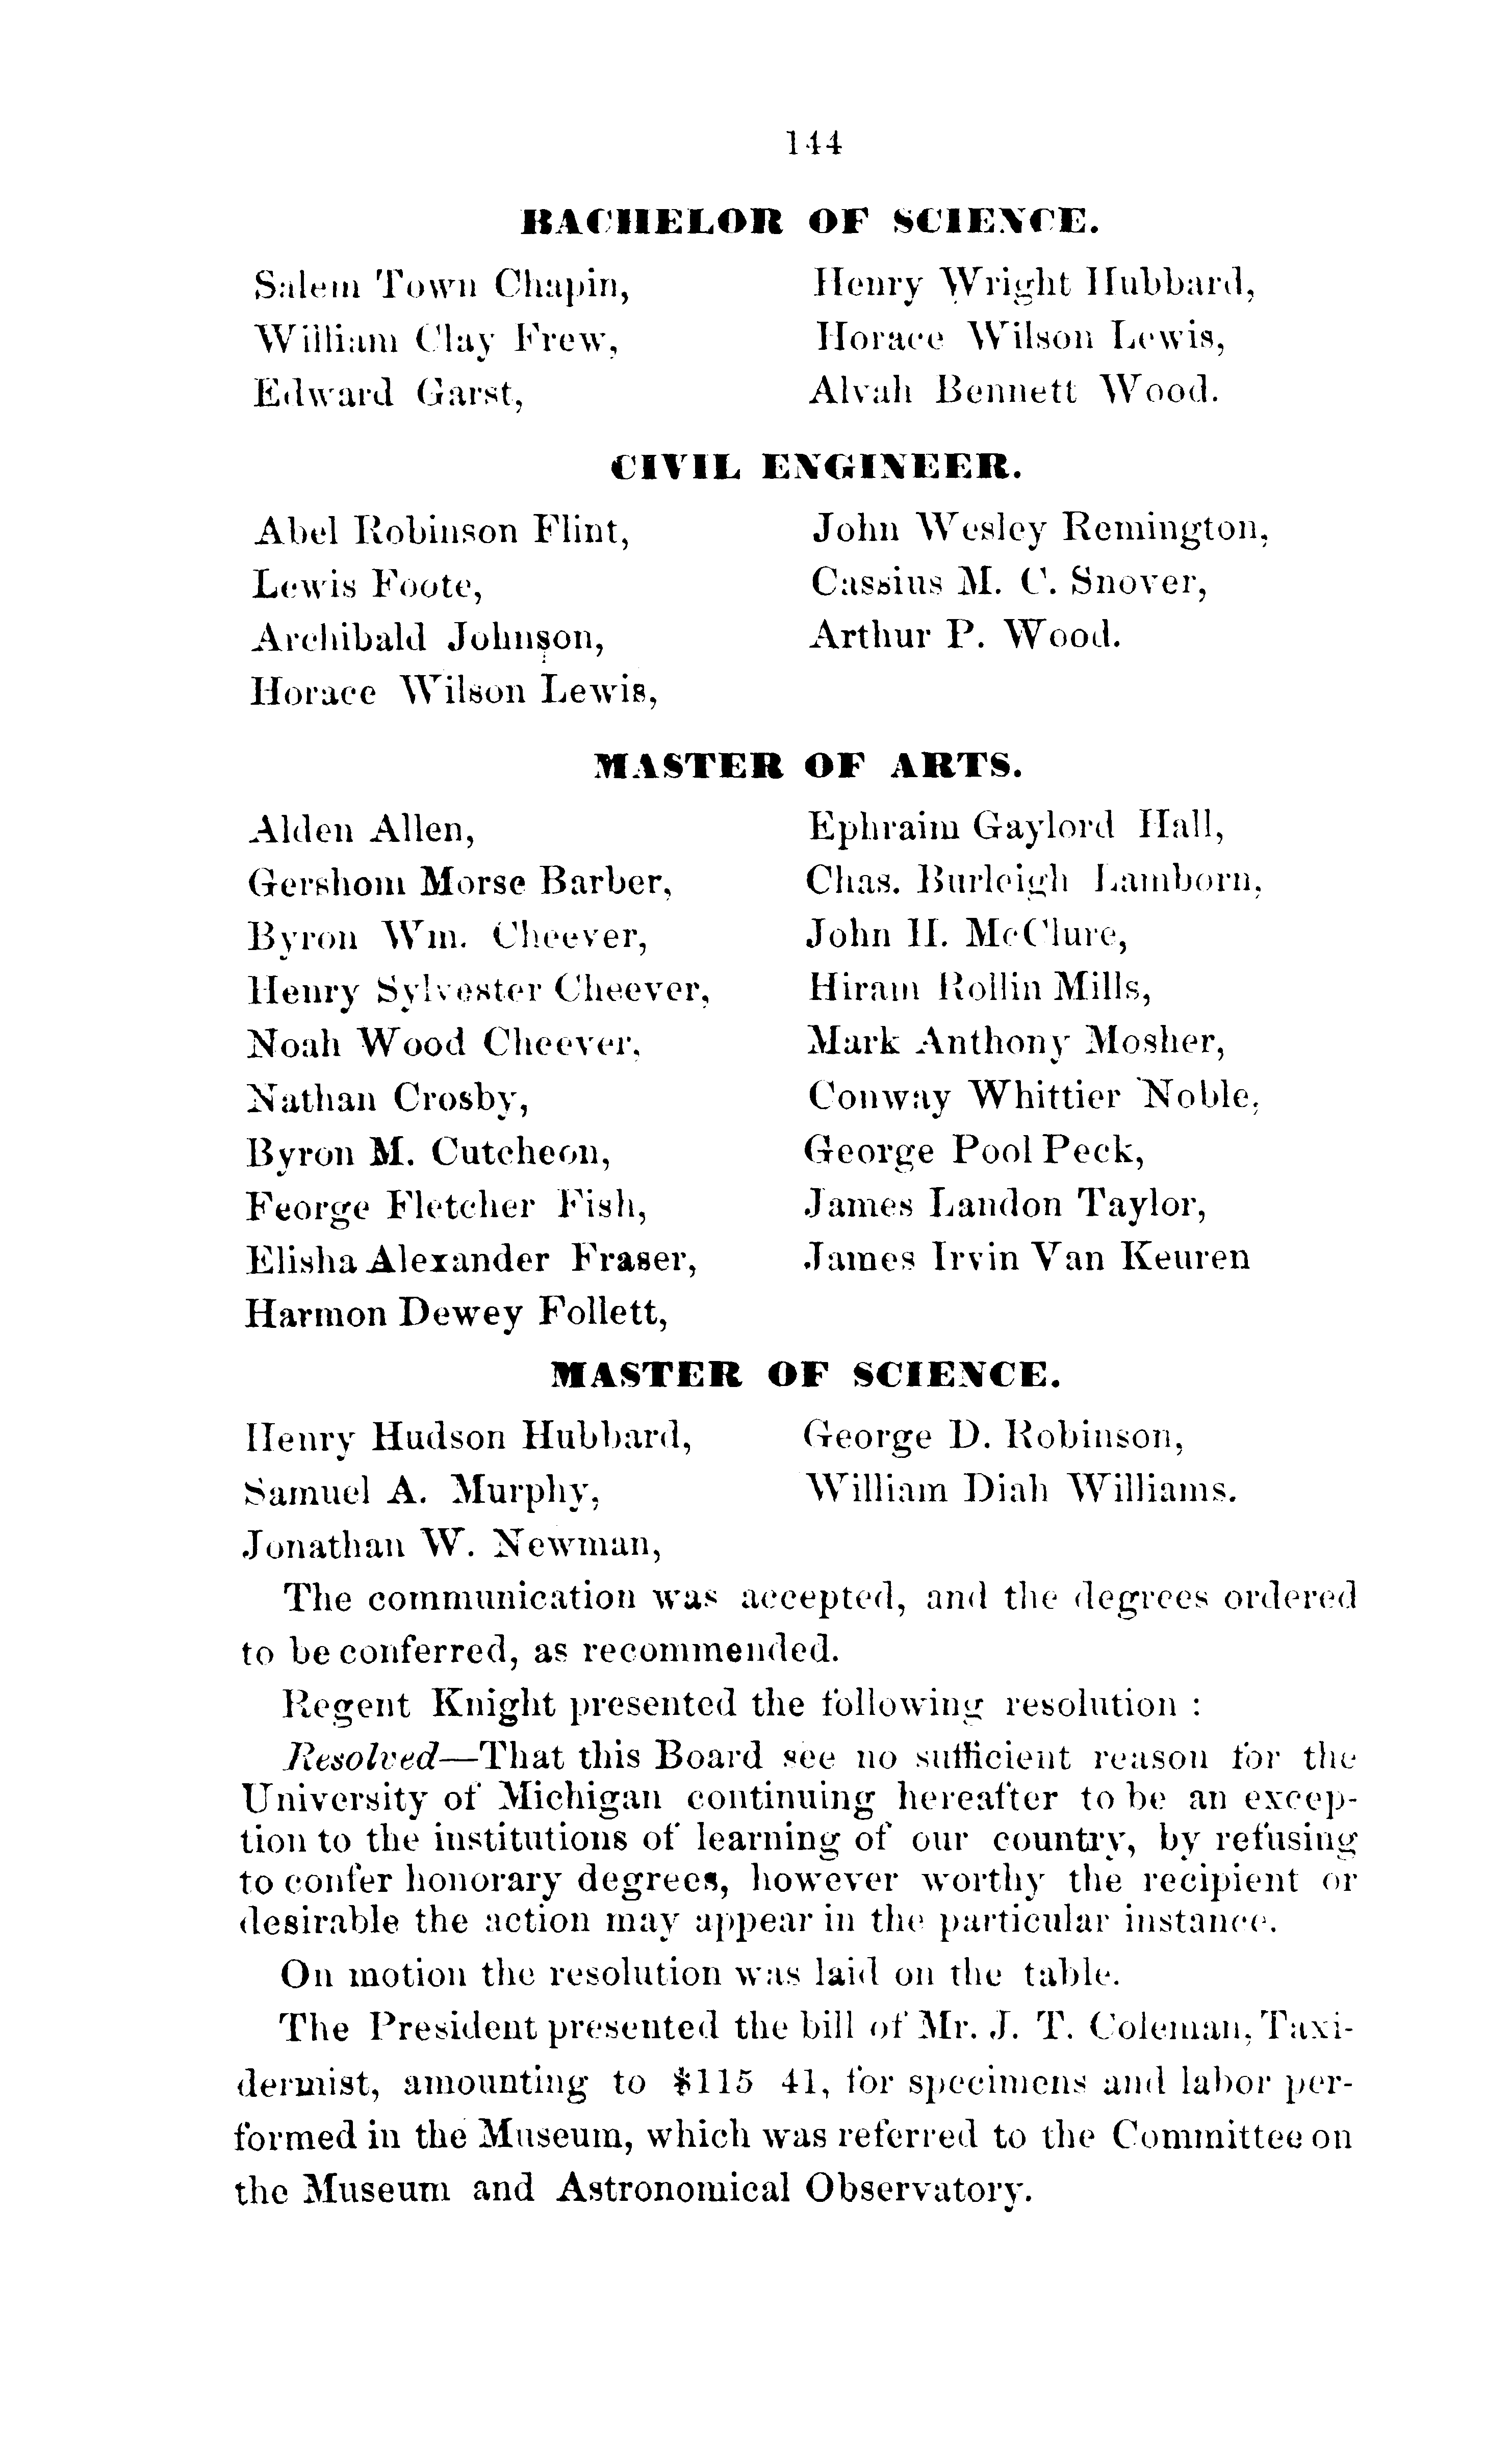 144
BACHELOR OF SCIENCE.
Salem Town Chapin, Henry Wright Hubbard,
William Clay Frew, Horace Wilson Lewis,
Edward Garst, Alvah Bennett Wood.
CIVIL ENGINEER.
Abel Robinson Flint, John Wesley Remington,
Lewis Foote, Cassius M. C. Snover,
Archibald Johnson, Arthur P. Wood.
Horace Wilson Lewis,
MASTER OF ARTS.
Alden Allen, Ephraim Gaylord Hall,
Gershom Morse Barber, Chas. Burleigh Lamborn,
Byron Wm. Cheever, John H. McClure,
Henry Sylvester Cheever, Hiram Rollin Mills,
Noah Wood Cheever, Mark Anthony Mosher,
Nathan Crosby, Conway Whittier Noble,
Byron M. Cutcheon, George Pool Peck,
Feorge Fletcher Fish, James Landon Taylor,
Elisha Alexander Fraser, James Irvin Van Keuren
Harmon Dewey Follett,
MASTER OF SCIENCE.
Henry Hudson Hubbard, George D. Robinson,
Samuel A. Murphy, William Diah Williams.
Jonathan W. Newman,
The communication was accepted, and the degrees ordered
to be conferred, as recommended.
Regent Knight presented the following resolution :
Resolved—That this Board see no sufficient reason for the
University of Michigan continuing hereafter to be an excep-
tion to the institutions of learning of our country, by refusing
to confer honorary degrees, however worthy the recipient or
desirable the action may appear in the particular instance.
On motion the resolution was laid on the table.
The President presented the bill of Mr. J. T. Coleman, Taxi-
dermist, amounting to $115 41, for specimens and labor per-
formed in the Museum, which was referred to the Committee on
the Museum and Astronomical Observatory.